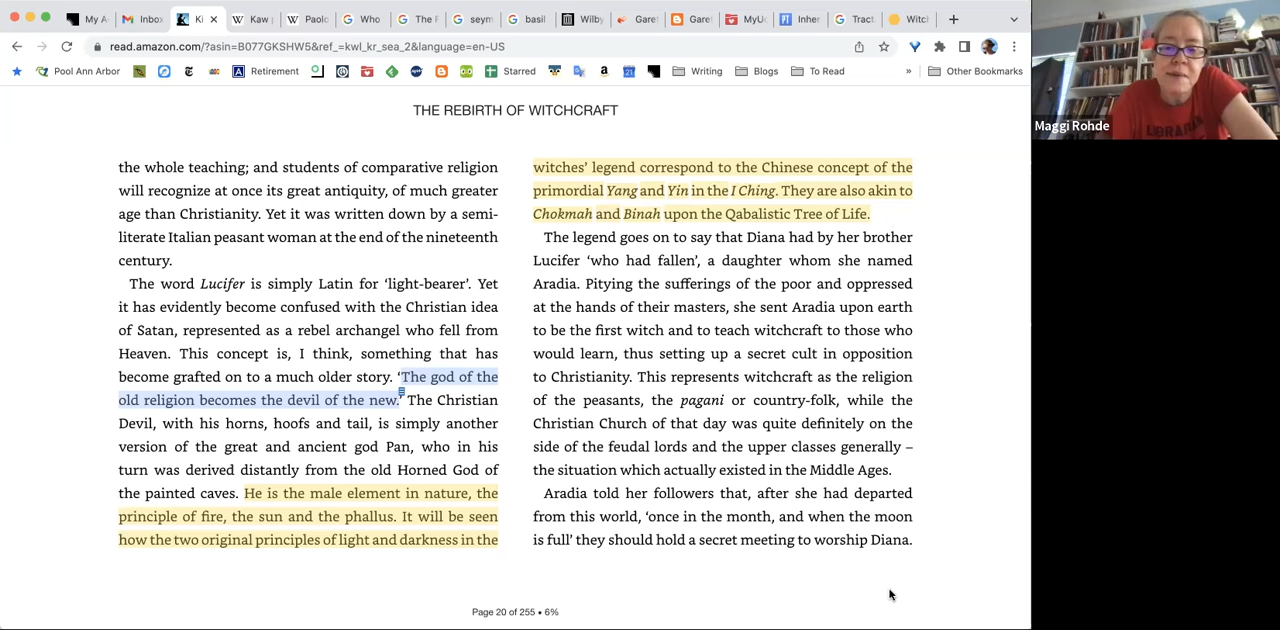 My A
Inbo
Ki
Kaw p
Paolo
Who
The F
seym
basil
Wilby
Garet
Garet
MyUc
Inher
Tract
Witch
read.amazon.com/?asin=B077GKSHW5&ref_=kwl_kr_sea_2&language=en-US
Pool Ann Arbor
Retirement
Starred
Writing
Blogs
To Read
»
Other Bookmarks
Maggi Rohde
THE REBIRTH OF WITCHCRAFT
the whole teaching; and students of comparative religion
will recognize at once its great antiquity, of much greater
age than Christianity. Yet it was written down by a semi-
literate Italian peasant woman at the end of the nineteenth
century.
The word Lucifer is simply Latin for ‘light-bearer’. Yet
it has evidently become confused with the Christian idea
of Satan, represented as a rebel archangel who fell from
Heaven. This concept is, I think, something that has
become grafted on to a much older story. ‘The god of the
old religion becomes the devil of the new.’ The Christian
Devil, with his horns, hoofs and tail, is simply another
version of the great and ancient god Pan, who in his
turn was derived distantly from the old Horned God of
the painted caves. He is the male element in nature, the
principle of fire, the sun and the phallus. It will be seen
how the two original principles of light and darkness in the
witches’ legend correspond to the Chinese concept of the
primordial Yang and Yin in the I Ching. They are also akin to
Chokmah and Binah upon the Qabalistic Tree of Life.
The legend goes on to say that Diana had by her brother
Lucifer ‘who had fallen’, a daughter whom she named
Aradia. Pitying the sufferings of the poor and oppressed
at the hands of their masters, she sent Aradia upon earth
to be the first witch and to teach witchcraft to those who
would learn, thus setting up a secret cult in opposition
to Christianity. This represents witchcraft as the religion
of the peasants, the pagani or country-folk, while the
Christian Church of that day was quite definitely on the
side of the feudal lords and the upper classes generally –
the situation which actually existed in the Middle Ages.
Aradia told her followers that, after she had departed
from this world, ‘once in the month, and when the moon
is full’ they should hold a secret meeting to worship Diana.
Page 20 of 255 • 6%